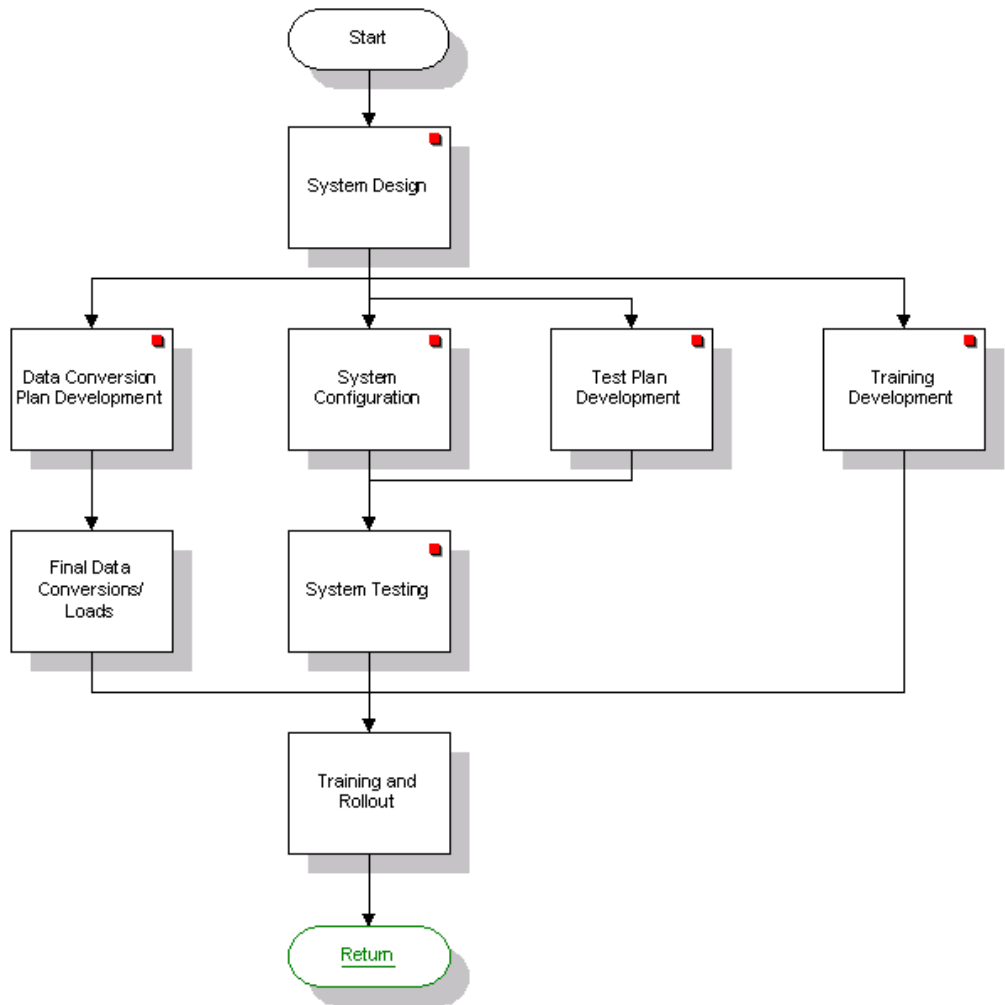 Start
System Design
Data Conversion
Plan Development
System
Configuration
Test Plan
Development
Training
Development
Final Data
Conversions/
Loads
System Testing
Training and
Rollout
Return